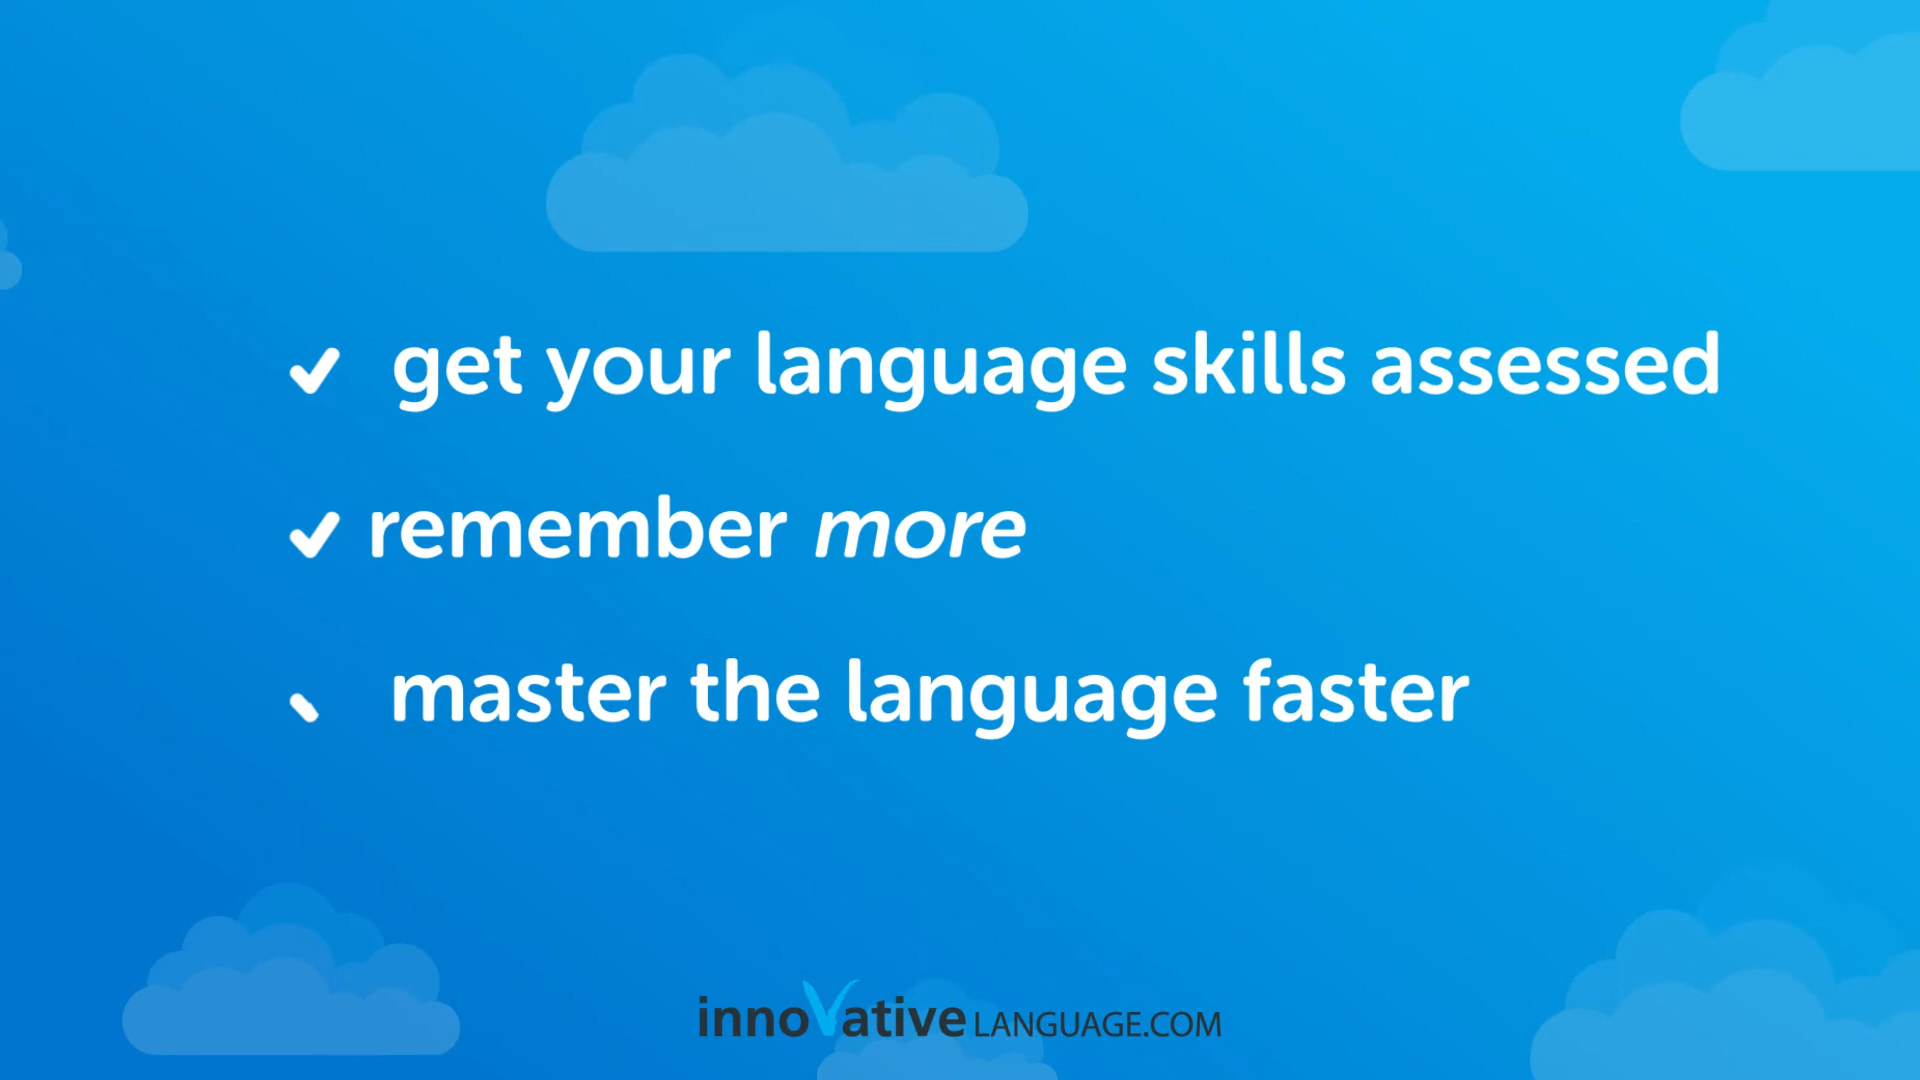 get your language skills assessed
remember more
master the language faster
innoVative LANGUAGE.COM